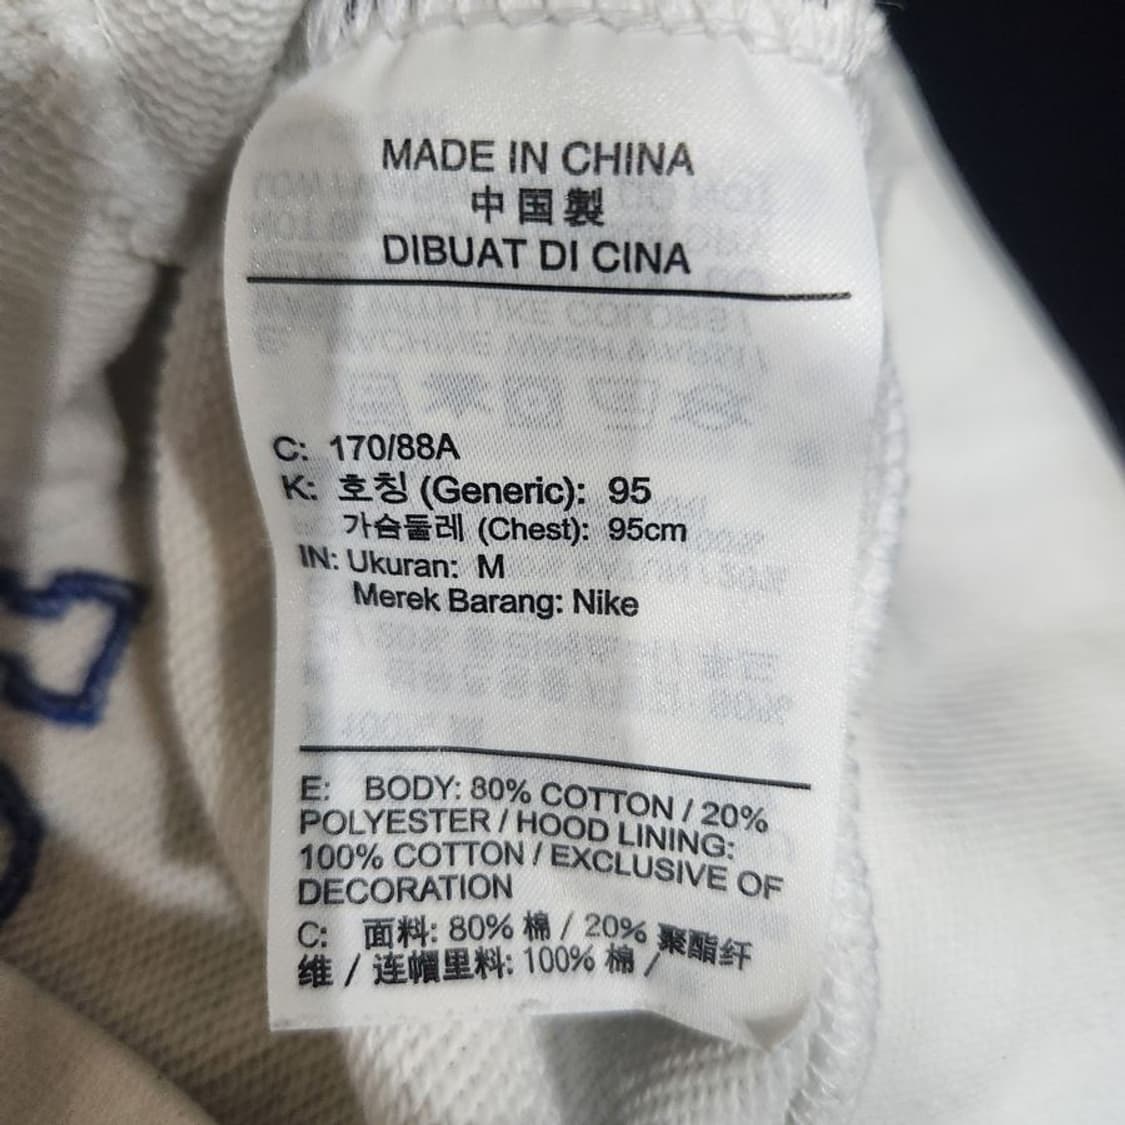 MADE IN CHINA
中国製
DIBUAT DI CINA
C: 170/88A
K: 호칭 (Generic): 95
가슴둘레 (Chest): 95cm
IN: Ukuran: M
Merek Barang: Nike
E: BODY: 80% COTTON / 20%
POLYESTER / HOOD LINING:
100% COTTON / EXCLUSIVE OF
DECORATION
C: 面料: 80% 棉 / 20% 聚酯纤
维 / 连帽里料: 100% 棉 /